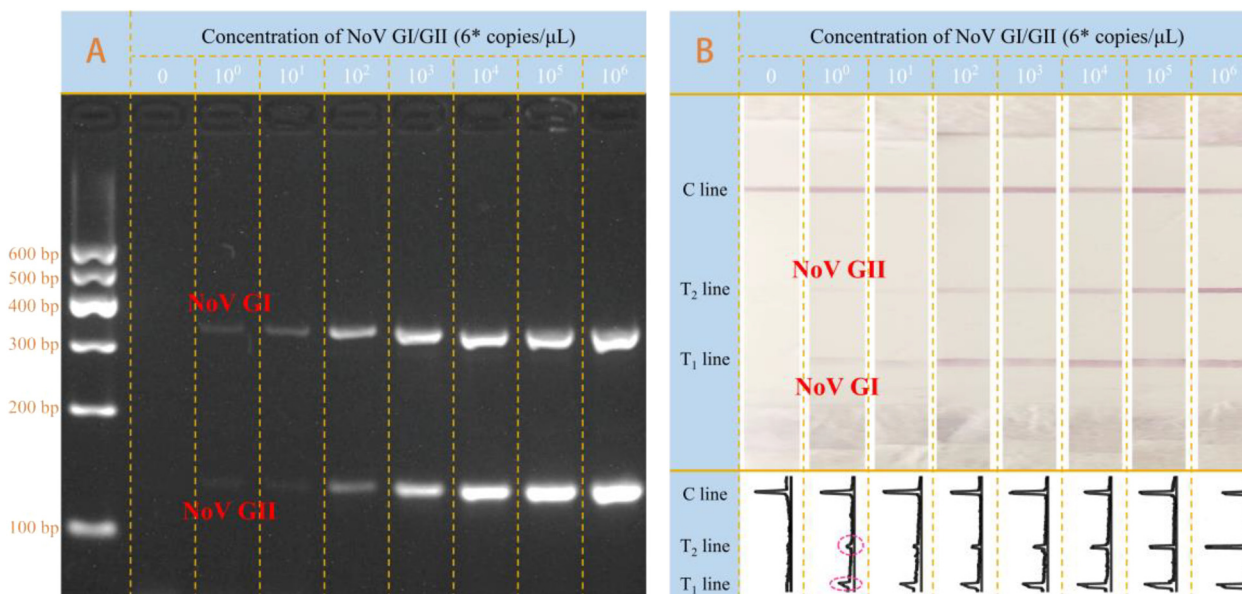 A
Concentration of NoV GI/GII (6* copies/μL)
0 10⁰ 10¹ 10² 10³ 10⁴ 10⁵ 10⁶
600 bp
500 bp
400 bp
300 bp
200 bp
100 bp
NoV GI
NoV GII
B
Concentration of NoV GI/GII (6* copies/μL)
0 10⁰ 10¹ 10² 10³ 10⁴ 10⁵ 10⁶
C line
NoV GII
T₂ line
T₁ line
NoV GI
C line
T₂ line
T₁ line